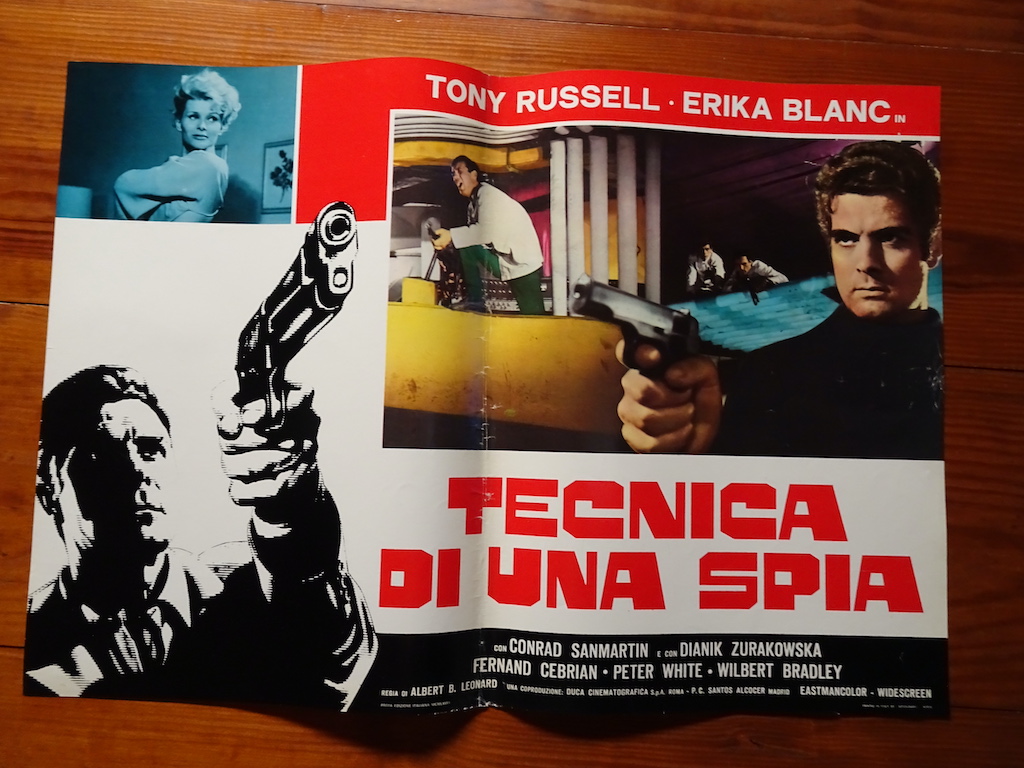 TONY RUSSELL · ERIKA BLANC IN
TECNICA
DI UNA SPIA
CON CONRAD SANMARTIN E CON DIANIK ZURAKOWSKA
FERNAND CEBRIAN · PETER WHITE · WILBERT BRADLEY
REGIA DI ALBERT B. LEONARD · UNA COPRODUZIONE: DUCA CINEMATOGRAFICA S.p.A. ROMA - P.C. SANTOS ALCOCER MADRID EASTMANCOLOR - WIDESCREEN